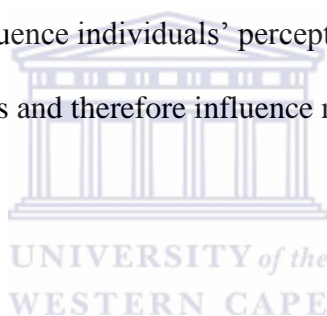 uence individuals’ percept
s and therefore influence r
UNIVERSITY of the
WESTERN CAPE